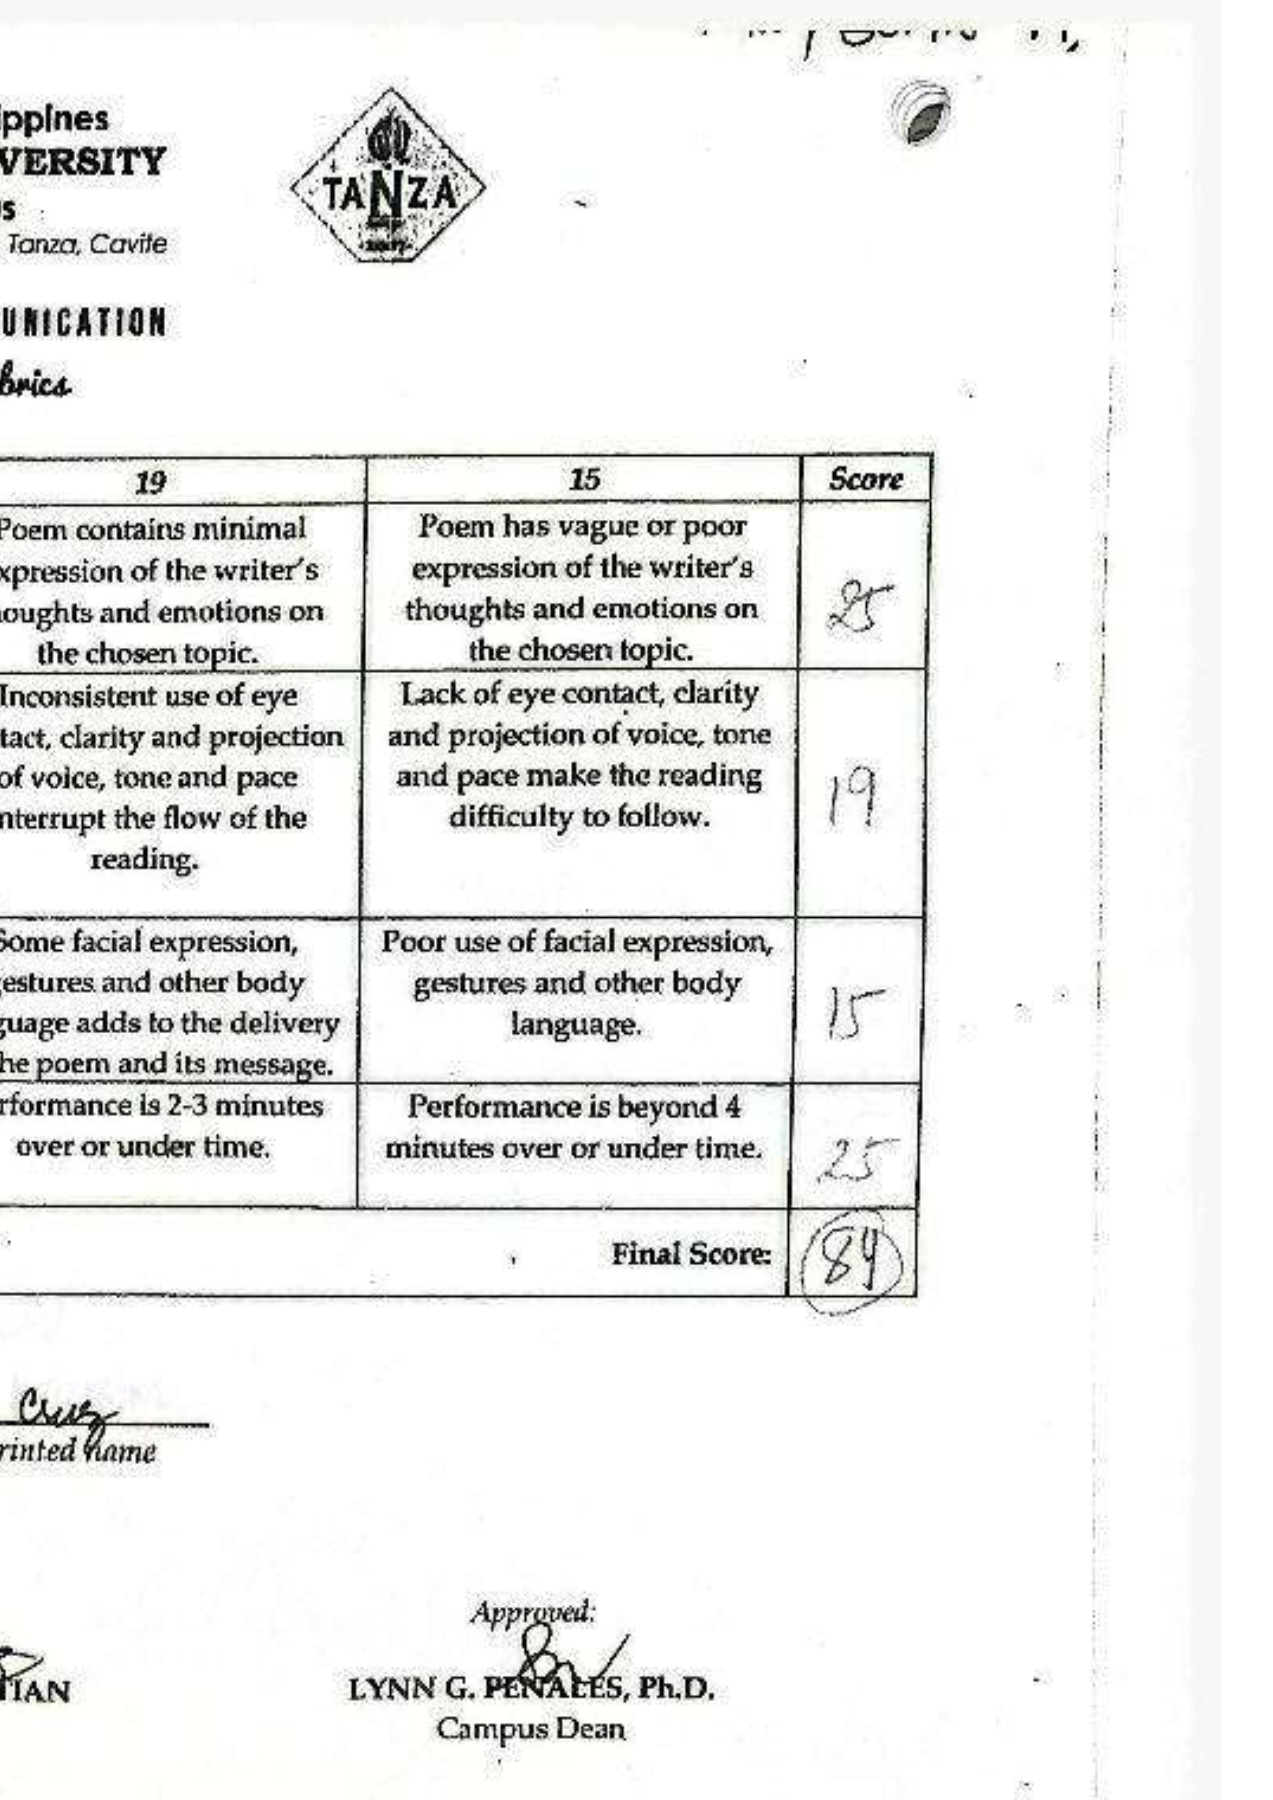 ippines
VERSITY
us
Tanza, Cavite
TANZA
UNICATION
brics
19 15 Score
Poem contains minimal
xpression of the writer's
houghts and emotions on
the chosen topic.
Poem has vague or poor
expression of the writer's
thoughts and emotions on
the chosen topic.
25
Inconsistent use of eye
tact, clarity and projection
of voice, tone and pace
nterrupt the flow of the
reading.
Lack of eye contact, clarity
and projection of voice, tone
and pace make the reading
difficulty to follow.
19
Some facial expression,
gestures and other body
guage adds to the delivery
he poem and its message.
Poor use of facial expression,
gestures and other body
language.
15
rformance is 2-3 minutes
over or under time.
Performance is beyond 4
minutes over or under time.
25
Final Score: 84
Cruz
rinted name
Approved:
TIAN
LYNN G. PENALES, Ph.D.
Campus Dean